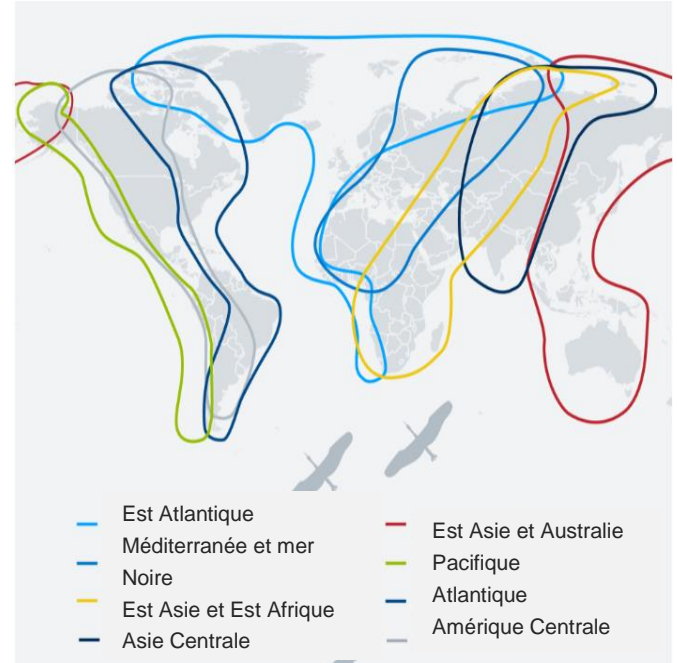 Est Atlantique
Méditerranée et mer
Noire
Est Asie et Est Afrique
Asie Centrale
Est Asie et Australie
Pacifique
Atlantique
Amérique Centrale